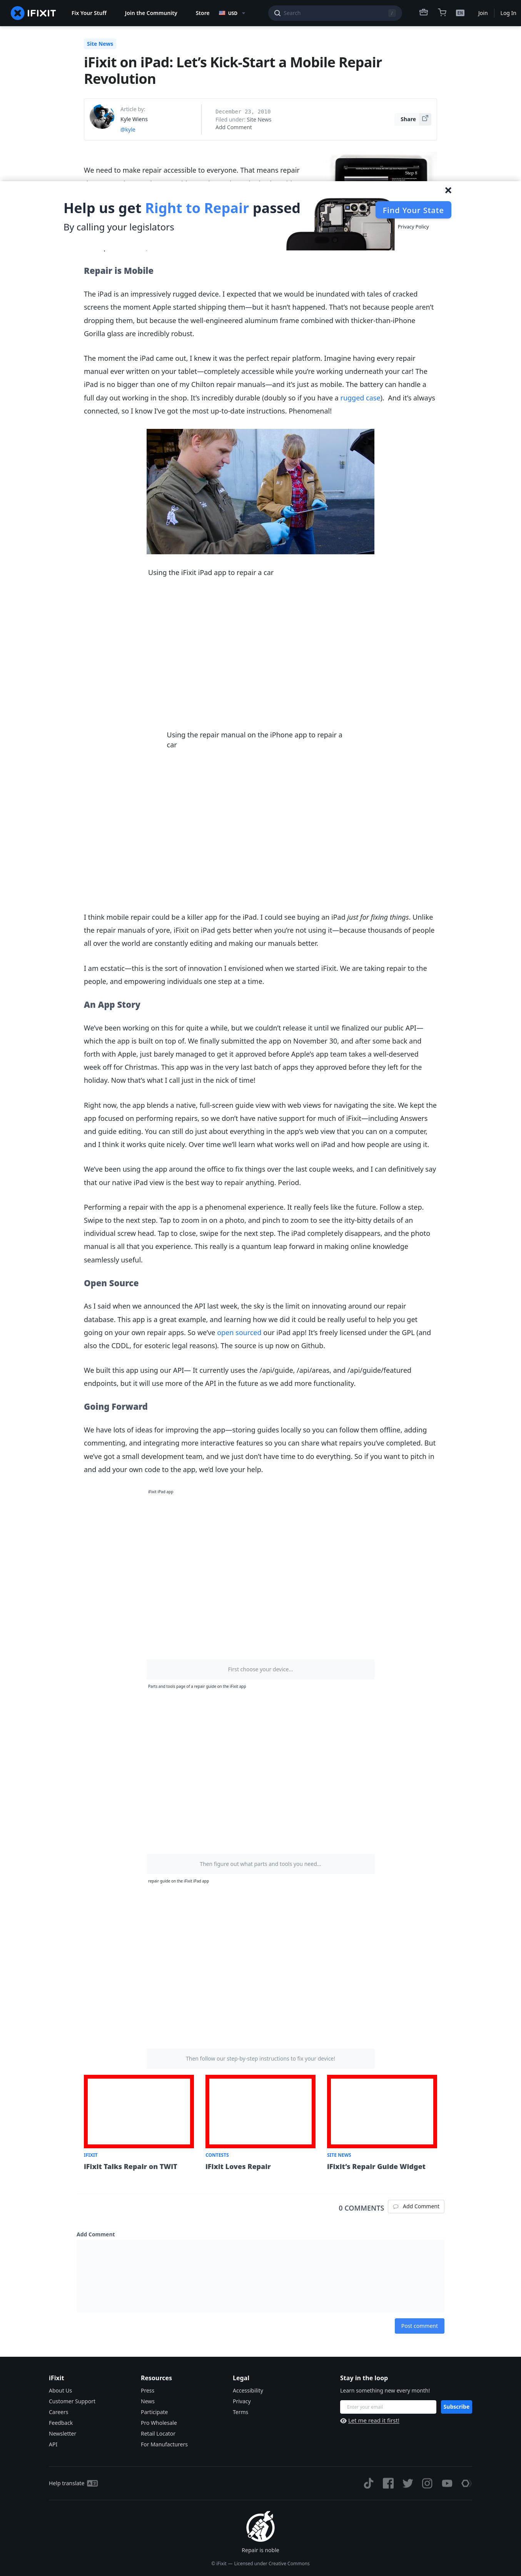 IFIXIT
Fix Your Stuff
Join the Community
Store
USD
Search
/
EN
Join
Log In
Site News
iFixit on iPad: Let’s Kick-Start a Mobile Repair
Revolution
Article by:
Kyle Wiens
@kyle
December 23, 2010
Filed under: Site News
Add Comment
Share
We need to make repair accessible to everyone. That means repair
Step 6
Help us get Right to Repair passed
By calling your legislators
Find Your State
Privacy Policy
Repair is Mobile
The iPad is an impressively rugged device. I expected that we would be inundated with tales of cracked
screens the moment Apple started shipping them—but it hasn’t happened. That’s not because people aren’t
dropping them, but because the well-engineered aluminum frame combined with thicker-than-iPhone
Gorilla glass are incredibly robust.
The moment the iPad came out, I knew it was the perfect repair platform. Imagine having every repair
manual ever written on your tablet—completely accessible while you’re working underneath your car! The
iPad is no bigger than one of my Chilton repair manuals—and it’s just as mobile. The battery can handle a
full day out working in the shop. It’s incredibly durable (doubly so if you have a rugged case).  And it’s always
connected, so I know I’ve got the most up-to-date instructions. Phenomenal!
Using the iFixit iPad app to repair a car
Using the repair manual on the iPhone app to repair a
car
I think mobile repair could be a killer app for the iPad. I could see buying an iPad just for fixing things. Unlike
the repair manuals of yore, iFixit on iPad gets better when you’re not using it—because thousands of people
all over the world are constantly editing and making our manuals better.
I am ecstatic—this is the sort of innovation I envisioned when we started iFixit. We are taking repair to the
people, and empowering individuals one step at a time.
An App Story
We’ve been working on this for quite a while, but we couldn’t release it until we finalized our public API—
which the app is built on top of. We finally submitted the app on November 30, and after some back and
forth with Apple, just barely managed to get it approved before Apple’s app team takes a well-deserved
week off for Christmas. This app was in the very last batch of apps they approved before they left for the
holiday. Now that’s what I call just in the nick of time!
Right now, the app blends a native, full-screen guide view with web views for navigating the site. We kept the
app focused on performing repairs, so we don’t have native support for much of iFixit—including Answers
and guide editing. You can still do just about everything in the app’s web view that you can on a computer,
and I think it works quite nicely. Over time we’ll learn what works well on iPad and how people are using it.
We’ve been using the app around the office to fix things over the last couple weeks, and I can definitively say
that our native iPad view is the best way to repair anything. Period.
Performing a repair with the app is a phenomenal experience. It really feels like the future. Follow a step.
Swipe to the next step. Tap to zoom in on a photo, and pinch to zoom to see the itty-bitty details of an
individual screw head. Tap to close, swipe for the next step. The iPad completely disappears, and the repair
manual is all that you experience. This really is a quantum leap forward in making online knowledge
seamlessly useful.
Open Source
As I said when we announced the API last week, the sky is the limit on innovating around our repair
database. This app is a great example, and learning how we did it could be really useful to help you get
going on your own repair apps. So we’ve open sourced our iPad app! It’s freely licensed under the GPL (and
also the CDDL, for esoteric legal reasons). The source is up now on Github.
We built this app using our API— It currently uses the /api/guide, /api/areas, and /api/guide/featured
endpoints, but it will use more of the API in the future as we add more functionality.
Going Forward
We have lots of ideas for improving the app—storing guides locally so you can follow them offline, adding
commenting, and integrating more interactive features so you can share what repairs you’ve completed. But
we’ve got a small development team, and we just don’t have time to do everything. So if you want to pitch in
and add your own code to the app, we’d love your help.
iFixit iPad app
First choose your device...
Parts and tools page of a repair guide on the iFixit app
Then figure out what parts and tools you need...
repair guide on the iFixit iPad app
Then follow our step-by-step instructions to fix your device!
IFIXIT
iFixit Talks Repair on TWiT
CONTESTS
iFixit Loves Repair
SITE NEWS
iFixit’s Repair Guide Widget
0 COMMENTS
Add Comment
Add Comment
Post comment
iFixit
About Us
Customer Support
Careers
Feedback
Newsletter
API
Resources
Press
News
Participate
Pro Wholesale
Retail Locator
For Manufacturers
Legal
Accessibility
Privacy
Terms
Stay in the loop
Learn something new every month!
Enter your email
Subscribe
Let me read it first!
Help translate
Repair is noble
© iFixit — Licensed under Creative Commons